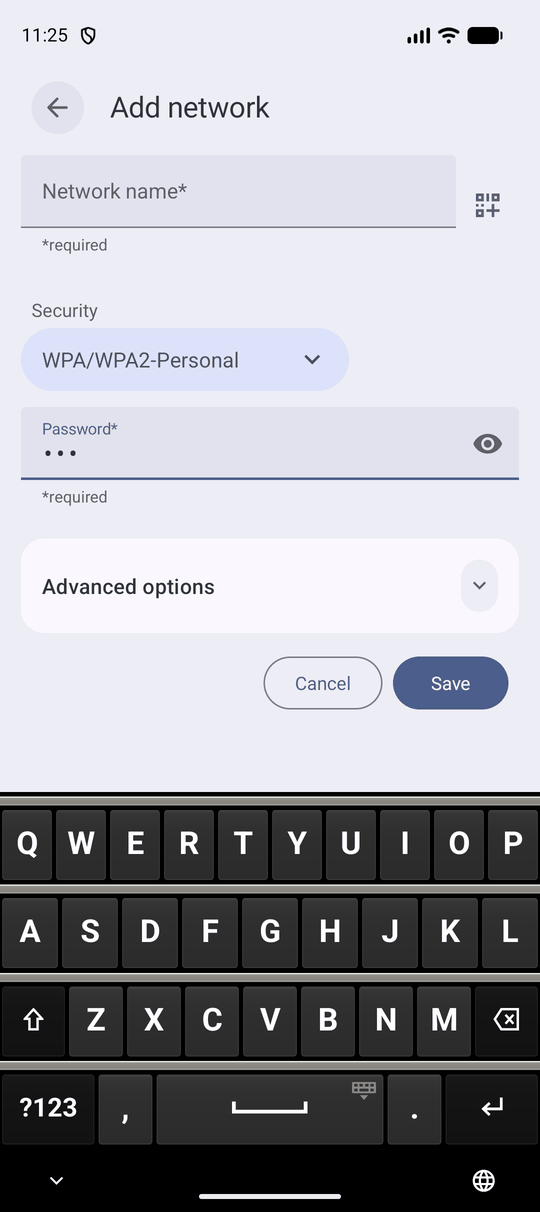 11:25
Add network
Network name*
*required
Security
WPA/WPA2-Personal
Password*
•••
*required
Advanced options
Cancel
Save
Q W E R T Y U I O P
A S D F G H J K L
Z X C V B N M
?123 , .